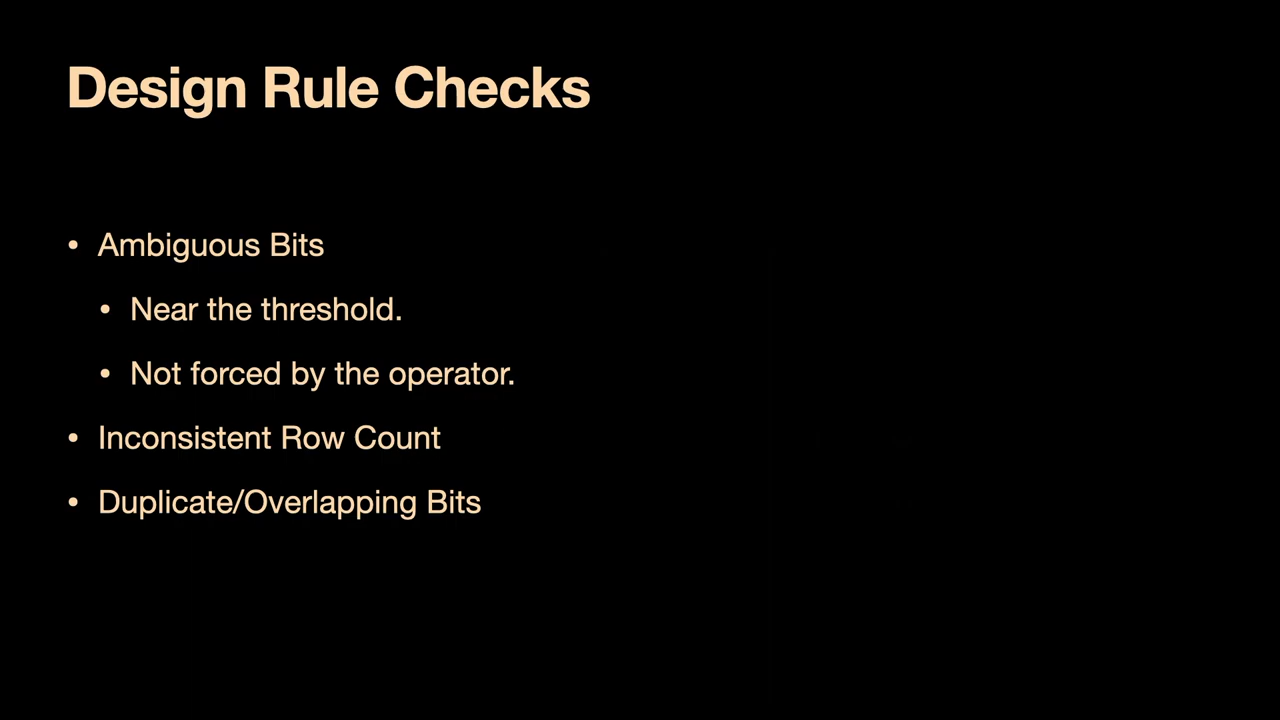 Design Rule Checks
• Ambiguous Bits
• Near the threshold.
• Not forced by the operator.
• Inconsistent Row Count
• Duplicate/Overlapping Bits